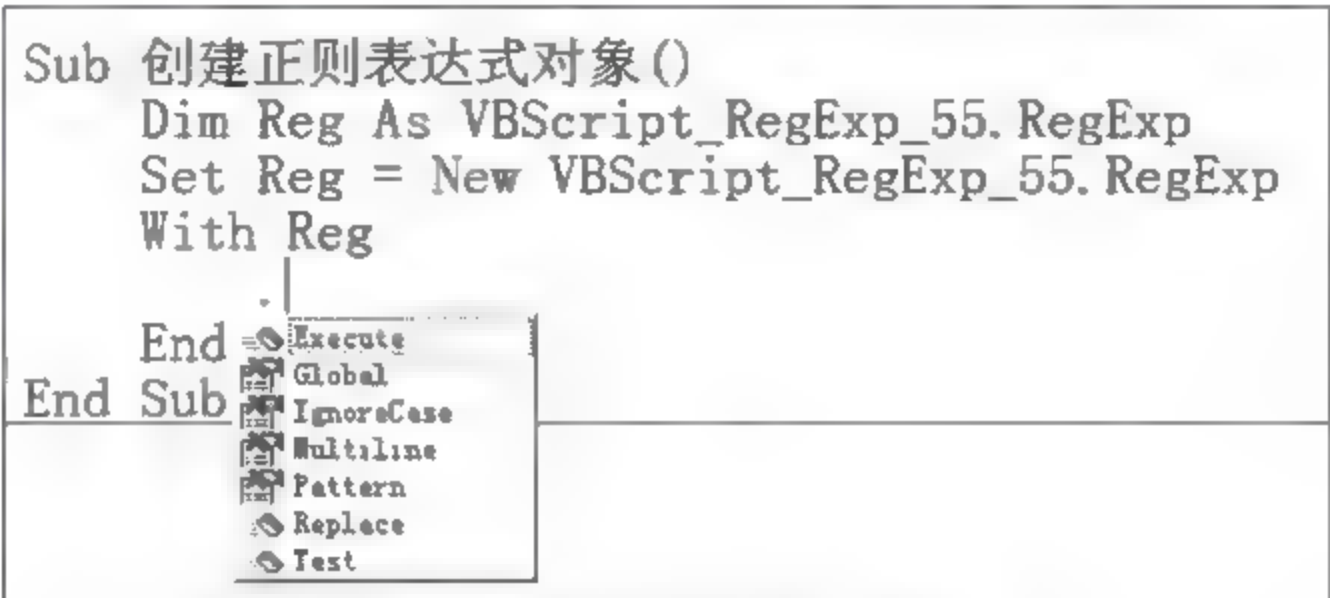 Sub 创建正则表达式对象()
Dim Reg As VBScript_RegExp_55.RegExp
Set Reg = New VBScript_RegExp_55.RegExp
With Reg
.
End
Execute
Global
End Sub
IgnoreCase
Multiline
Pattern
Replace
Test